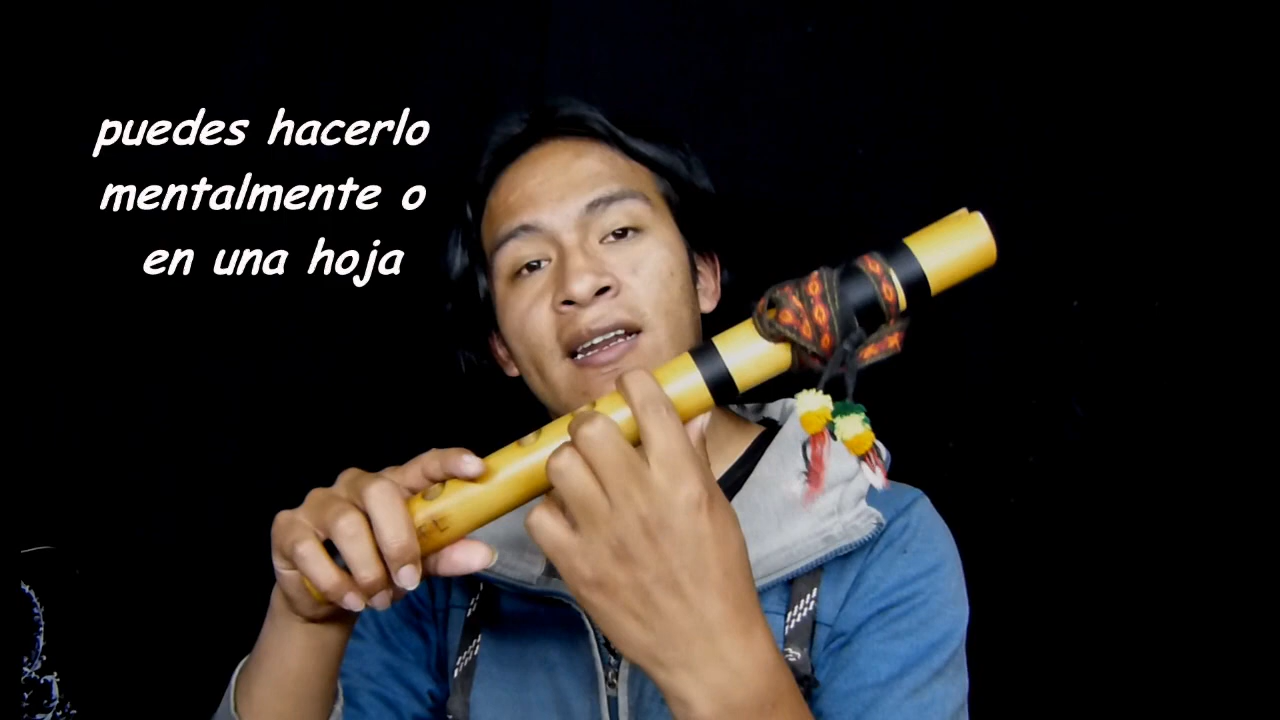 puedes hacerlo
mentalmente o
en una hoja